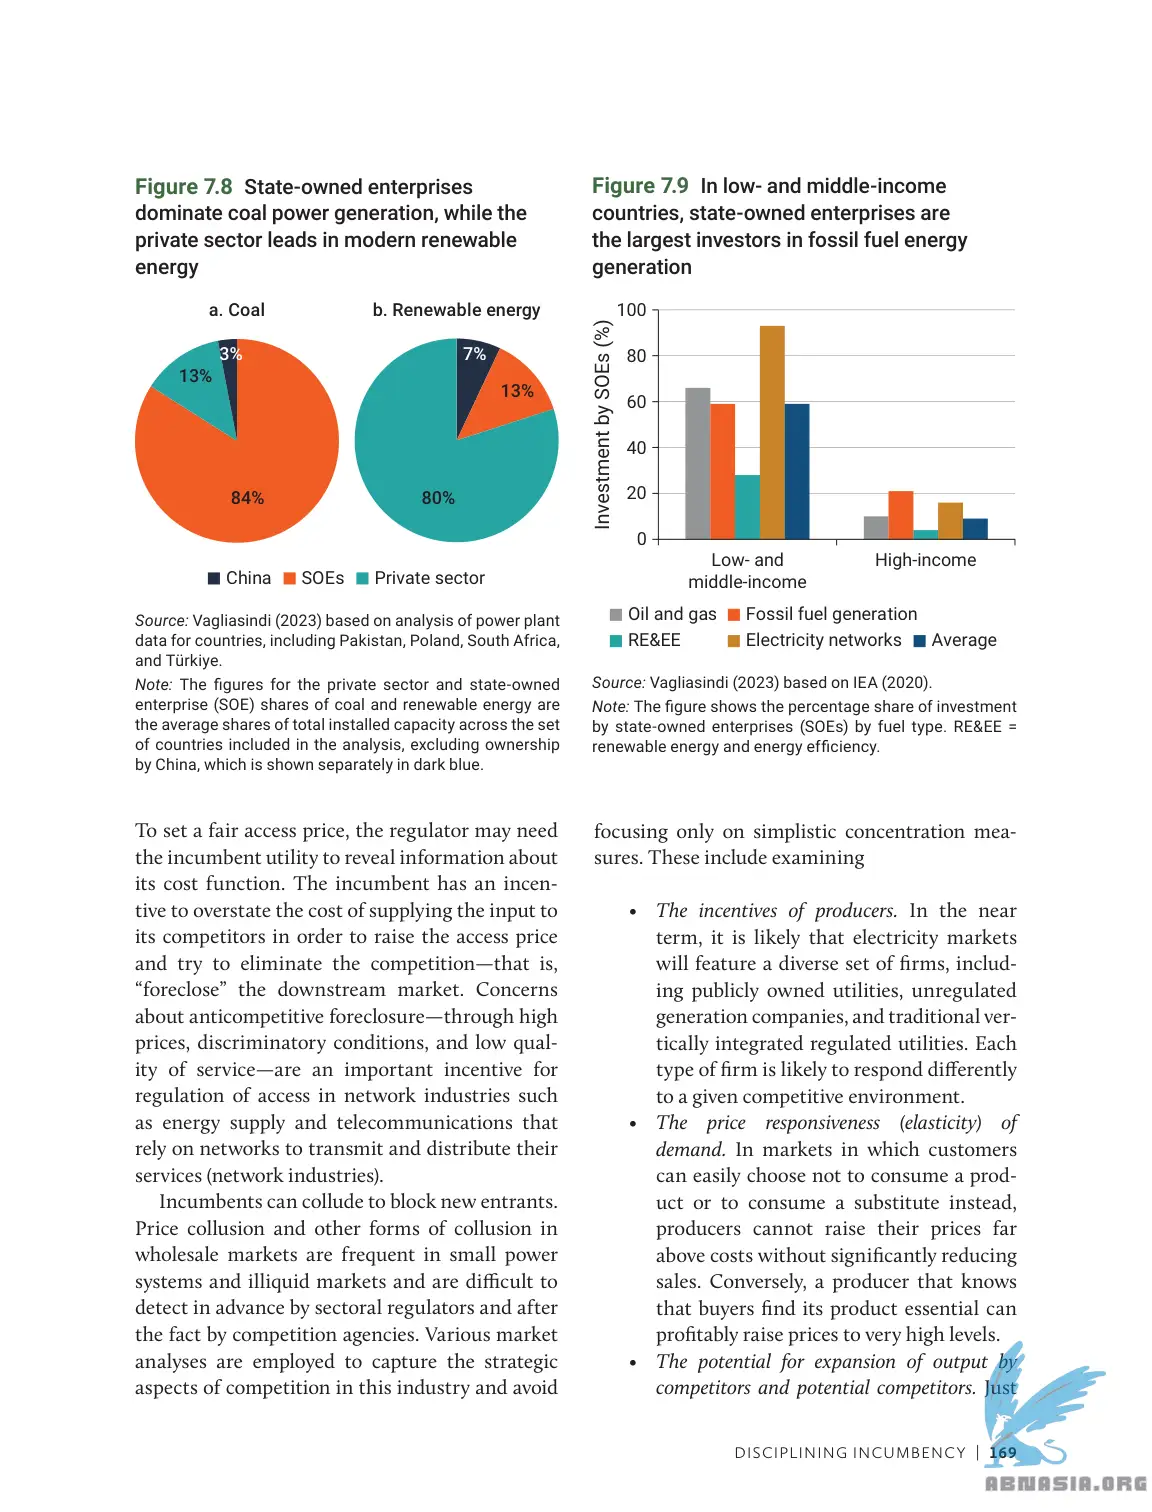 Figure 7.8 State-owned enterprises
dominate coal power generation, while the
private sector leads in modern renewable
energy
a. Coal
b. Renewable energy
3%
13%
84%
7%
13%
80%
China SOEs Private sector
Source: Vagliasindi (2023) based on analysis of power plant
data for countries, including Pakistan, Poland, South Africa,
and Türkiye.
Note: The figures for the private sector and state-owned
enterprise (SOE) shares of coal and renewable energy are
the average shares of total installed capacity across the set
of countries included in the analysis, excluding ownership
by China, which is shown separately in dark blue.
Figure 7.9 In low- and middle-income
countries, state-owned enterprises are
the largest investors in fossil fuel energy
generation
Investment by SOEs (%)
100
80
60
40
20
0
Low- and
middle-income
High-income
Oil and gas Fossil fuel generation
RE&EE Electricity networks Average
Source: Vagliasindi (2023) based on IEA (2020).
Note: The figure shows the percentage share of investment
by state-owned enterprises (SOEs) by fuel type. RE&EE =
renewable energy and energy efficiency.
To set a fair access price, the regulator may need
the incumbent utility to reveal information about
its cost function. The incumbent has an incen-
tive to overstate the cost of supplying the input to
its competitors in order to raise the access price
and try to eliminate the competition—that is,
“foreclose” the downstream market. Concerns
about anticompetitive foreclosure—through high
prices, discriminatory conditions, and low qual-
ity of service—are an important incentive for
regulation of access in network industries such
as energy supply and telecommunications that
rely on networks to transmit and distribute their
services (network industries).
Incumbents can collude to block new entrants.
Price collusion and other forms of collusion in
wholesale markets are frequent in small power
systems and illiquid markets and are difficult to
detect in advance by sectoral regulators and after
the fact by competition agencies. Various market
analyses are employed to capture the strategic
aspects of competition in this industry and avoid
focusing only on simplistic concentration mea-
sures. These include examining
• The incentives of producers. In the near
term, it is likely that electricity markets
will feature a diverse set of firms, includ-
ing publicly owned utilities, unregulated
generation companies, and traditional ver-
tically integrated regulated utilities. Each
type of firm is likely to respond differently
to a given competitive environment.
• The price responsiveness (elasticity) of
demand. In markets in which customers
can easily choose not to consume a prod-
uct or to consume a substitute instead,
producers cannot raise their prices far
above costs without significantly reducing
sales. Conversely, a producer that knows
that buyers find its product essential can
profitably raise prices to very high levels.
• The potential for expansion of output by
competitors and potential competitors. Just
DISCIPLINING INCUMBENCY | 169
ABNASIA.ORG